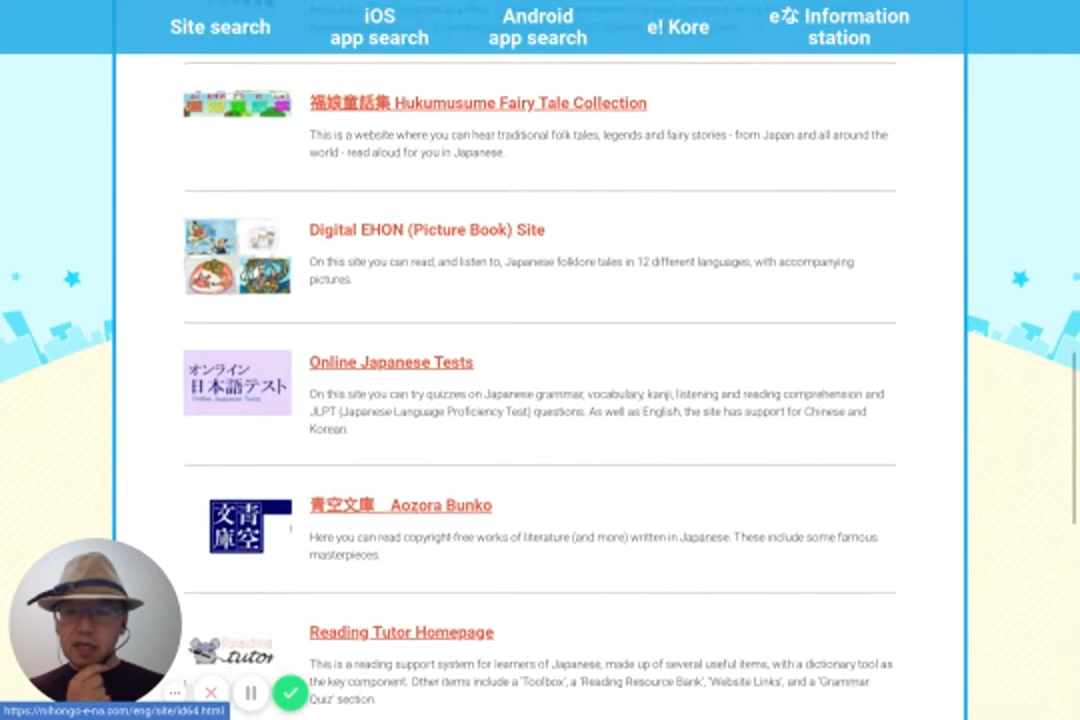 Site search
iOS
app search
Android
app search
e! Kore
eな Information
station
福娘童話集 Hukumusume Fairy Tale Collection
This is a website where you can hear traditional folk tales, legends and fairy stories - from Japan and all around the
world - read aloud for you in Japanese.
Digital EHON (Picture Book) Site
On this site you can read, and listen to, Japanese folklore tales in 12 different languages, with accompanying
pictures.
オンライン
日本語テスト
Online Japanese Tests
Online Japanese Tests
On this site you can try quizzes on Japanese grammar, vocabulary, kanji, listening and reading comprehension and
JLPT (Japanese Language Proficiency Test) questions. As well as English, the site has support for Chinese and
Korean.
青空
文庫
青空文庫　Aozora Bunko
Here you can read copyright-free works of literature (and more) written in Japanese. These include some famous
masterpieces.
Reading
tutor
Reading Tutor Homepage
This is a reading support system for learners of Japanese, made up of several useful items, with a dictionary tool as
the key component. Other items include a 'Toolbox', a 'Reading Resource Bank', 'Website Links', and a 'Grammar
Quiz' section.
https://nihongo-e-na.com/eng/site/id64.html